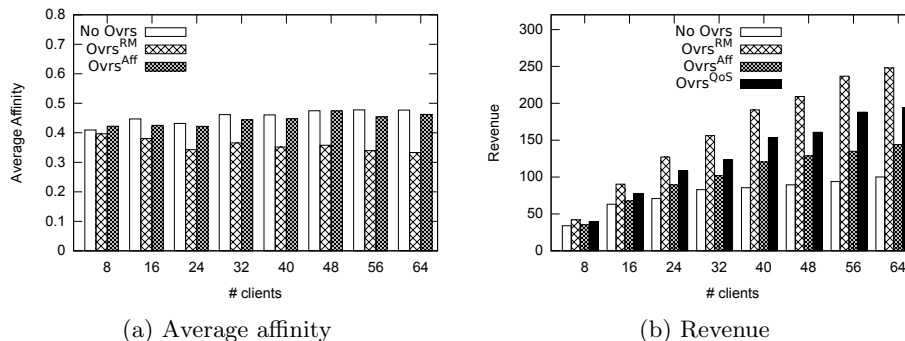 0.8
0.7
0.6
0.5
0.4
0.3
0.2
0.1
0
Average Affinity
No Ovrs
Ovrs^RM
Ovrs^Aff
8 16 24 32 40 48 56 64
# clients
(a) Average affinity
300
250
200
150
100
50
0
Revenue
No Ovrs
Ovrs^RM
Ovrs^Aff
Ovrs^QoS
8 16 24 32 40 48 56 64
# clients
(b) Revenue